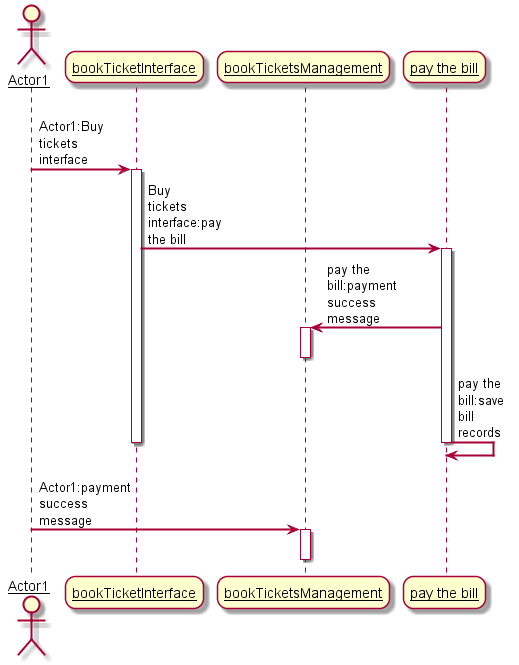 Actor1
bookTicketInterface
bookTicketsManagement
pay the bill
Actor1:Buy
tickets
interface
Buy
tickets
interface:pay
the bill
pay the
bill:payment
success
message
pay the
bill:save
bill
records
Actor1:payment
success
message
Actor1
bookTicketInterface
bookTicketsManagement
pay the bill